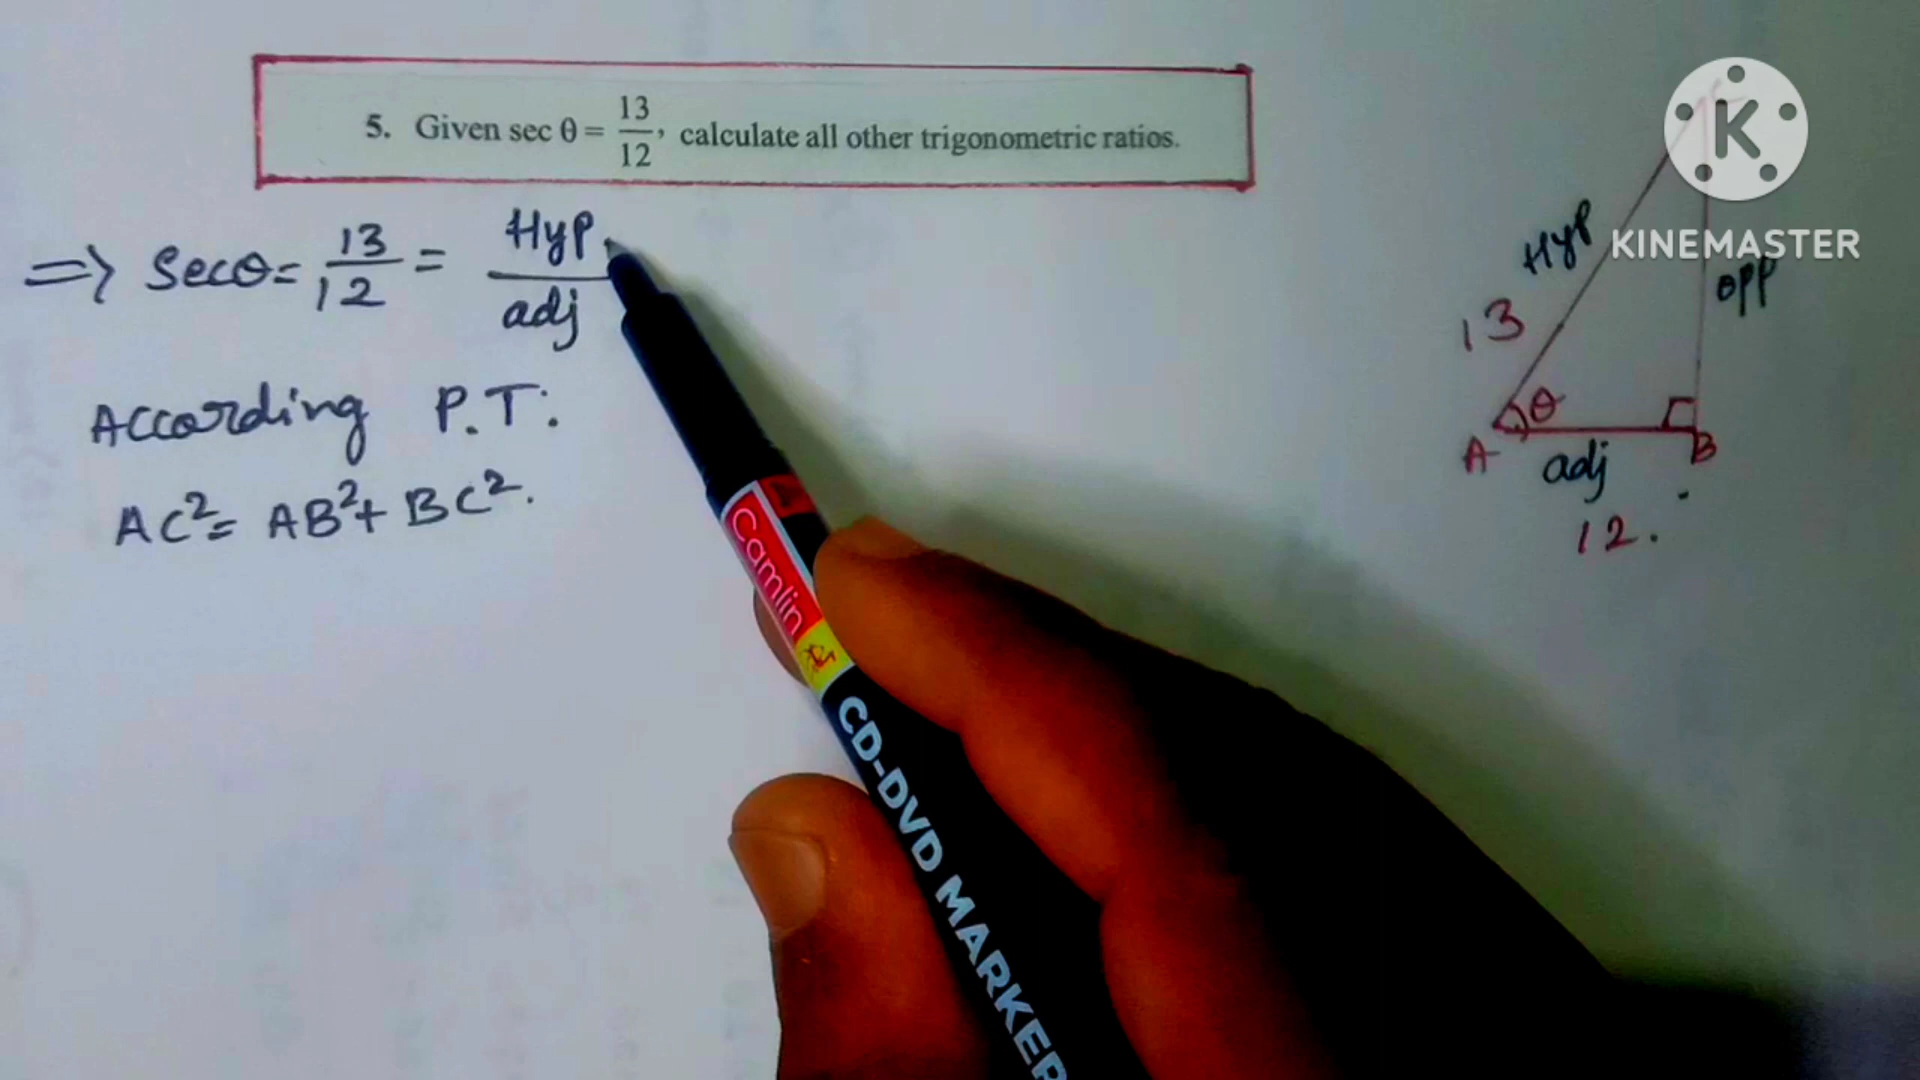 5. Given sec θ = 13/12, calculate all other trigonometric ratios.
⇒ Secθ = 13/12 = Hyp/adj
According P.T:
AC² = AB² + BC².
Hyp
13
θ
A
adj
B
12.
opp
K
KINEMASTER
Camlin
CD-DVD MARKER